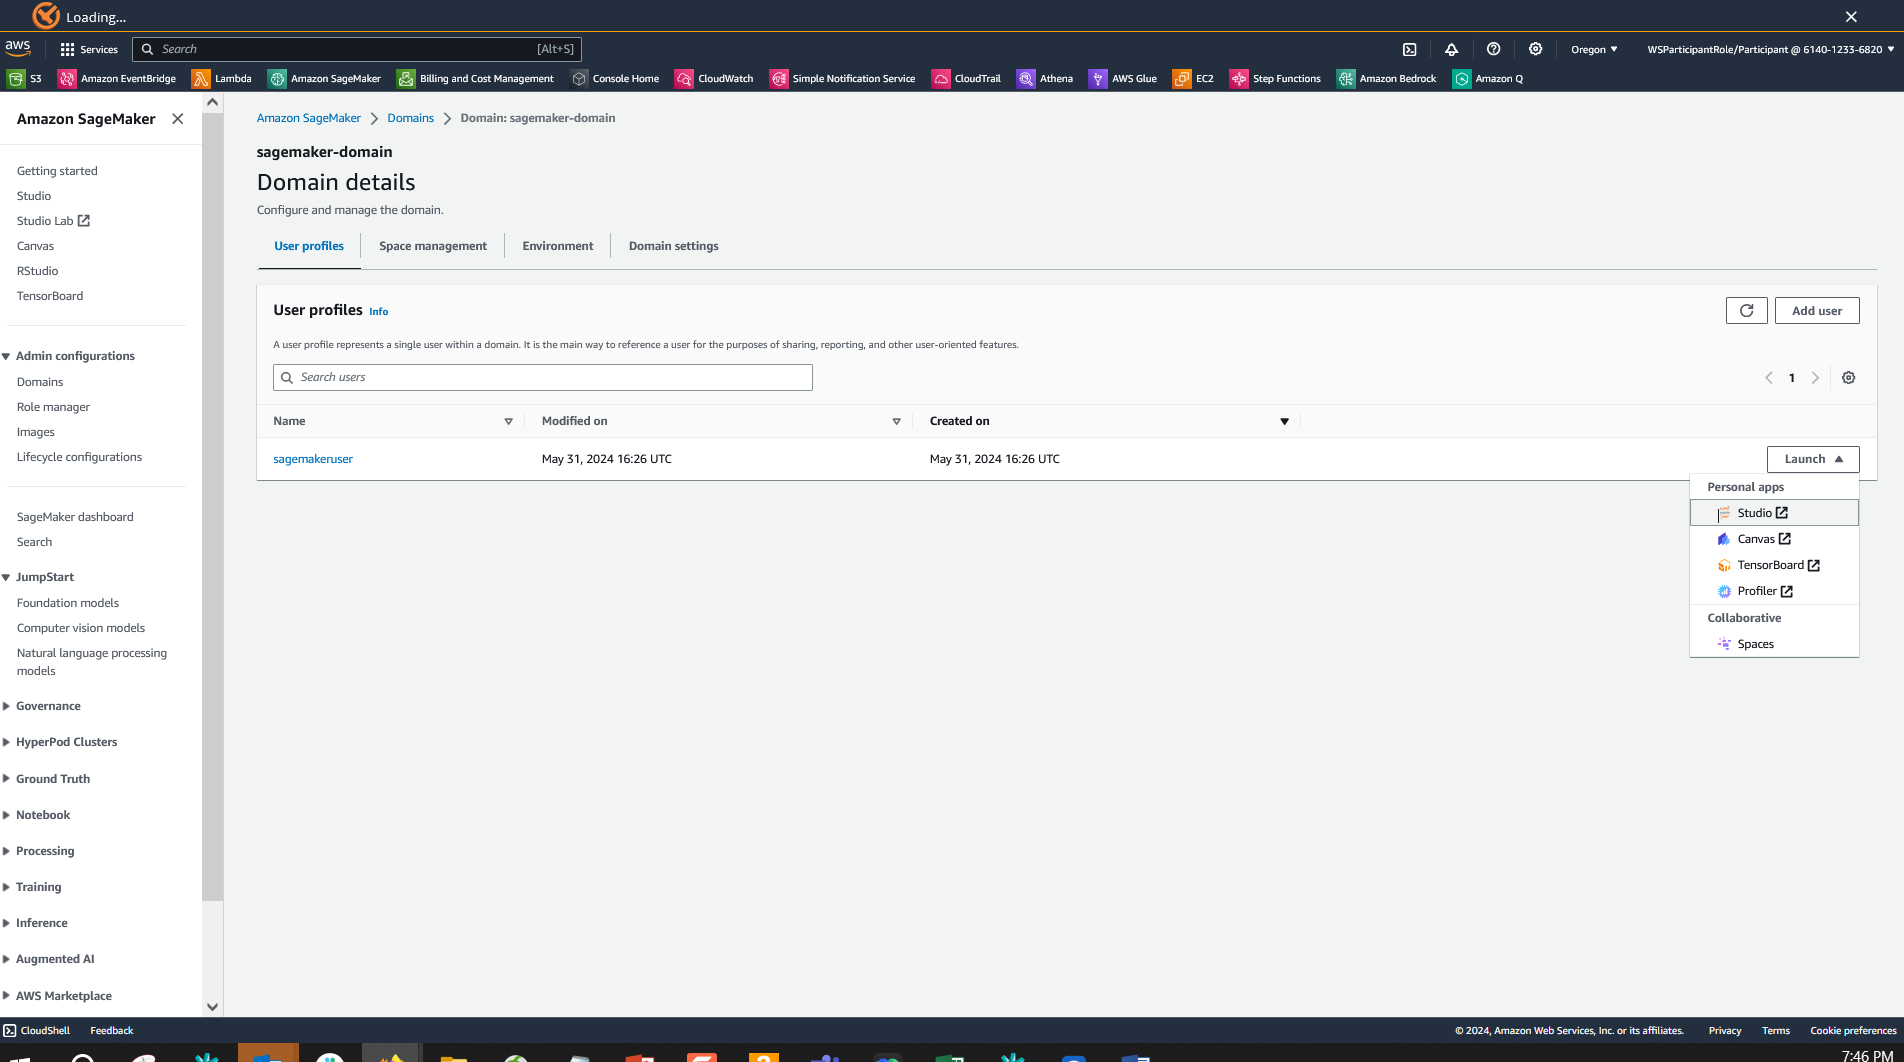 Loading...
aws
Services
Search [Alt+S]
Oregon
WSParticipantRole/Participant @ 6140-1233-6820
S3
Amazon EventBridge
Lambda
Amazon SageMaker
Billing and Cost Management
Console Home
CloudWatch
Simple Notification Service
CloudTrail
Athena
AWS Glue
EC2
Step Functions
Amazon Bedrock
Amazon Q
Amazon SageMaker
Getting started
Studio
Studio Lab
Canvas
RStudio
TensorBoard
Admin configurations
Domains
Role manager
Images
Lifecycle configurations
SageMaker dashboard
Search
JumpStart
Foundation models
Computer vision models
Natural language processing
models
Governance
HyperPod Clusters
Ground Truth
Notebook
Processing
Training
Inference
Augmented AI
AWS Marketplace
Amazon SageMaker
Domains
Domain: sagemaker-domain
sagemaker-domain
Domain details
Configure and manage the domain.
User profiles
Space management
Environment
Domain settings
User profiles Info
Add user
A user profile represents a single user within a domain. It is the main way to reference a user for the purposes of sharing, reporting, and other user-oriented features.
Search users
1
Name
Modified on
Created on
sagemakeruser
May 31, 2024 16:26 UTC
May 31, 2024 16:26 UTC
Launch
Personal apps
Studio
Canvas
TensorBoard
Profiler
Collaborative
Spaces
CloudShell
Feedback
© 2024, Amazon Web Services, Inc. or its affiliates.
Privacy
Terms
Cookie preferences
7:46 PM